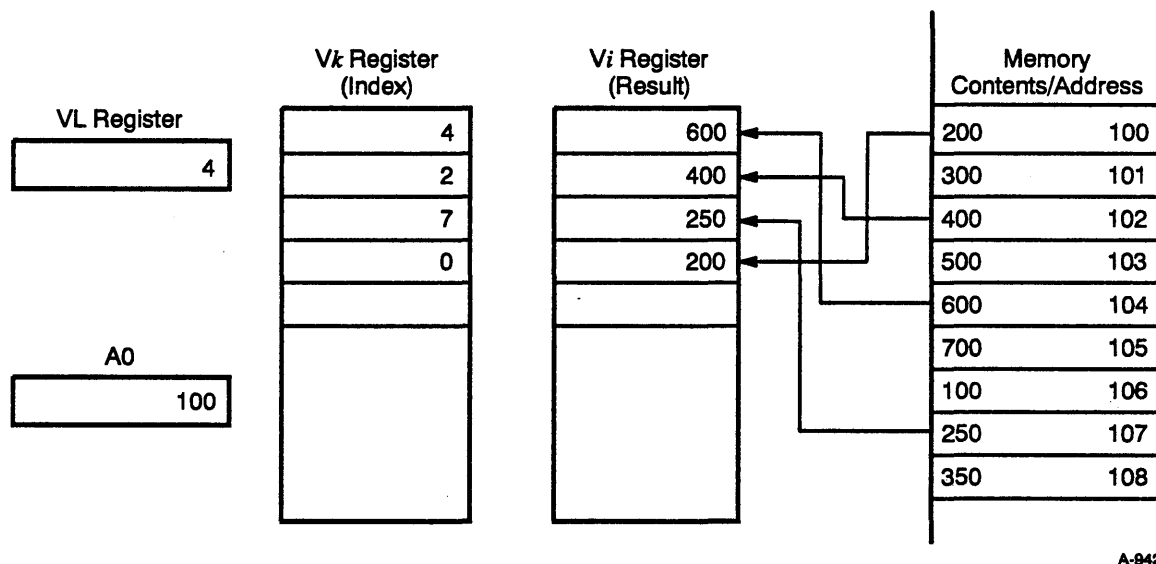 Vk Register
(Index)
Vi Register
(Result)
Memory
Contents/Address
VL Register
4
A0
100
4
2
7
0
600
400
250
200
200 100
300 101
400 102
500 103
600 104
700 105
100 106
250 107
350 108
A-942